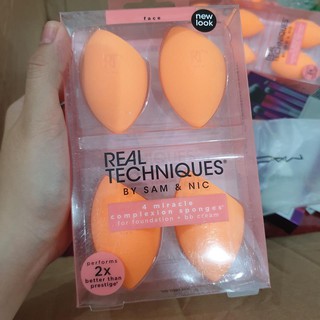 face
new
look
REAL
TECHNIQUES®
BY SAM & NIC
4 miracle
complexion sponges®
for foundation + bb cream
performs
2x
better than
prestige†